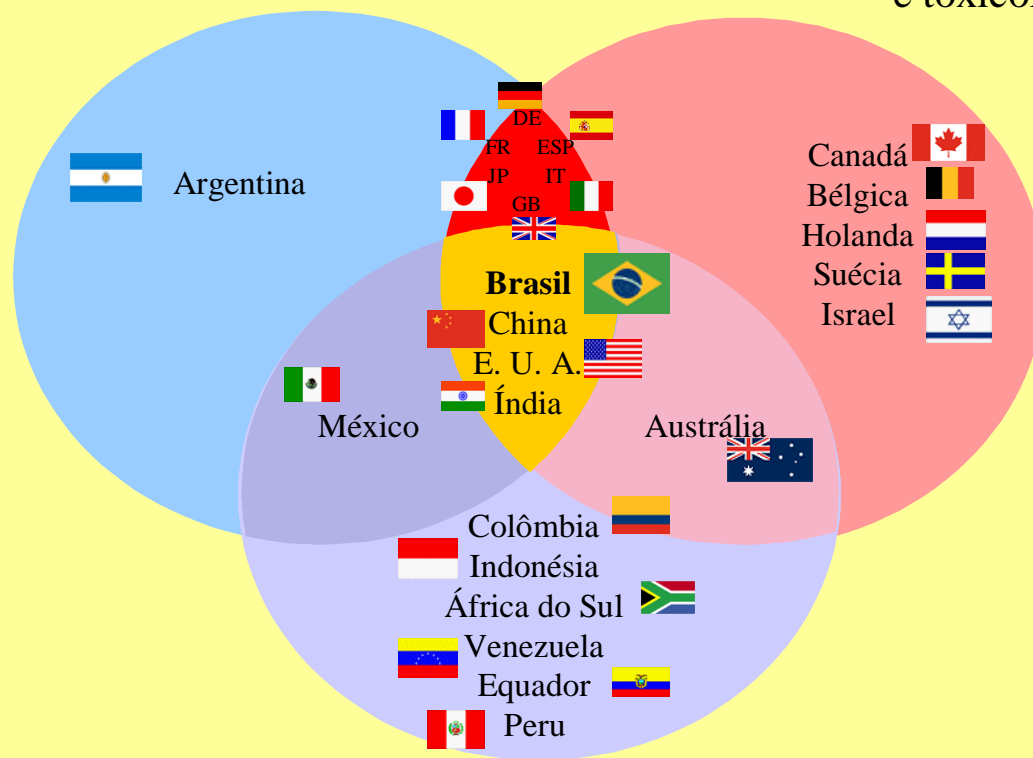 Argentina
DE
FR ESP
JP IT
GB
Canadá
Bélgica
Holanda
Suécia
Israel
Brasil
China
E. U. A.
Índia
México
Austrália
Colômbia
Indonésia
África do Sul
Venezuela
Equador
Peru